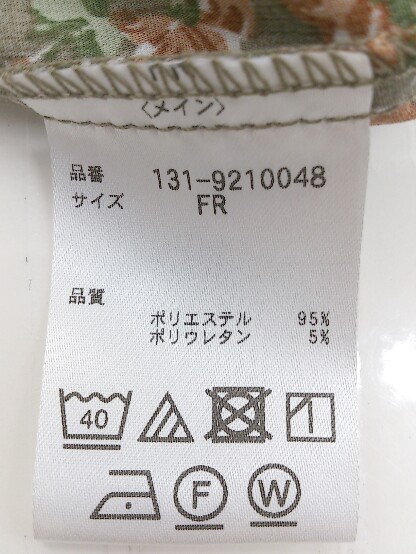 〈メイン〉
品番 131-9210048
サイズ FR
品質
ポリエステル 95%
ポリウレタン 5%
40
F W